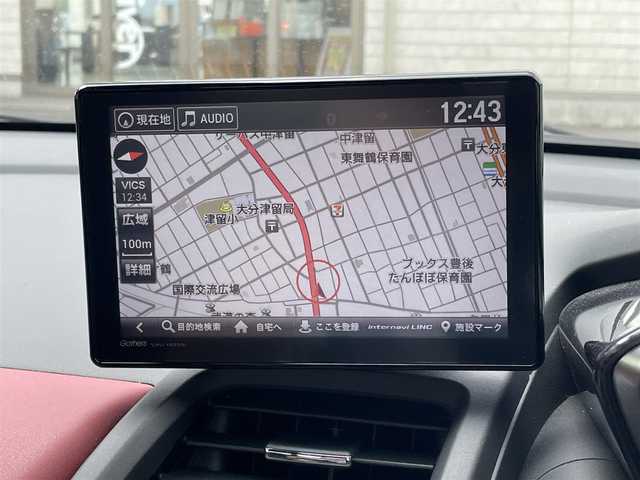 現在地 AUDIO 12:43
中津留
東舞鶴保育園
VICS
12:34
大分津留局
津留小
広域
100m
詳細
ブッタス豊後
たんぽぽ保育園
国際交流広場
目的地検索 自宅へ ここを登録 internavi LINC 施設マーク
Gathers